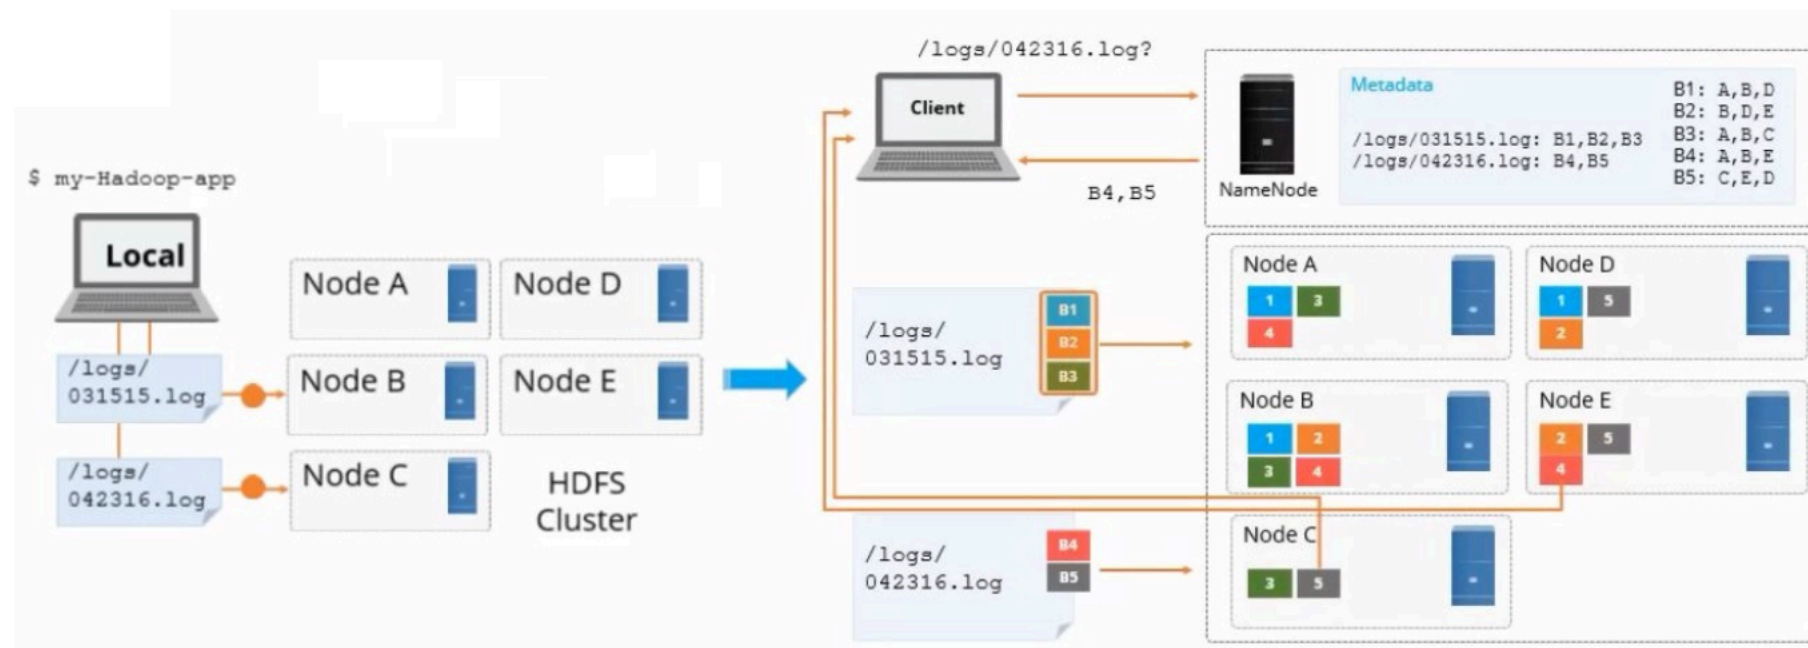 $ my-Hadoop-app
Local
/logs/
031515.log
/logs/
042316.log
Node A
Node D
Node B
Node E
Node C
HDFS
Cluster
/logs/042316.log?
Client
B4,B5
NameNode
Metadata
/logs/031515.log: B1,B2,B3
/logs/042316.log: B4,B5
B1: A,B,D
B2: B,D,E
B3: A,B,C
B4: A,B,E
B5: C,E,D
/logs/
031515.log
B1
B2
B3
/logs/
042316.log
B4
B5
Node A
1 3
4
Node D
1 5
2
Node B
1 2
3 4
Node E
2 5
4
Node C
3 5